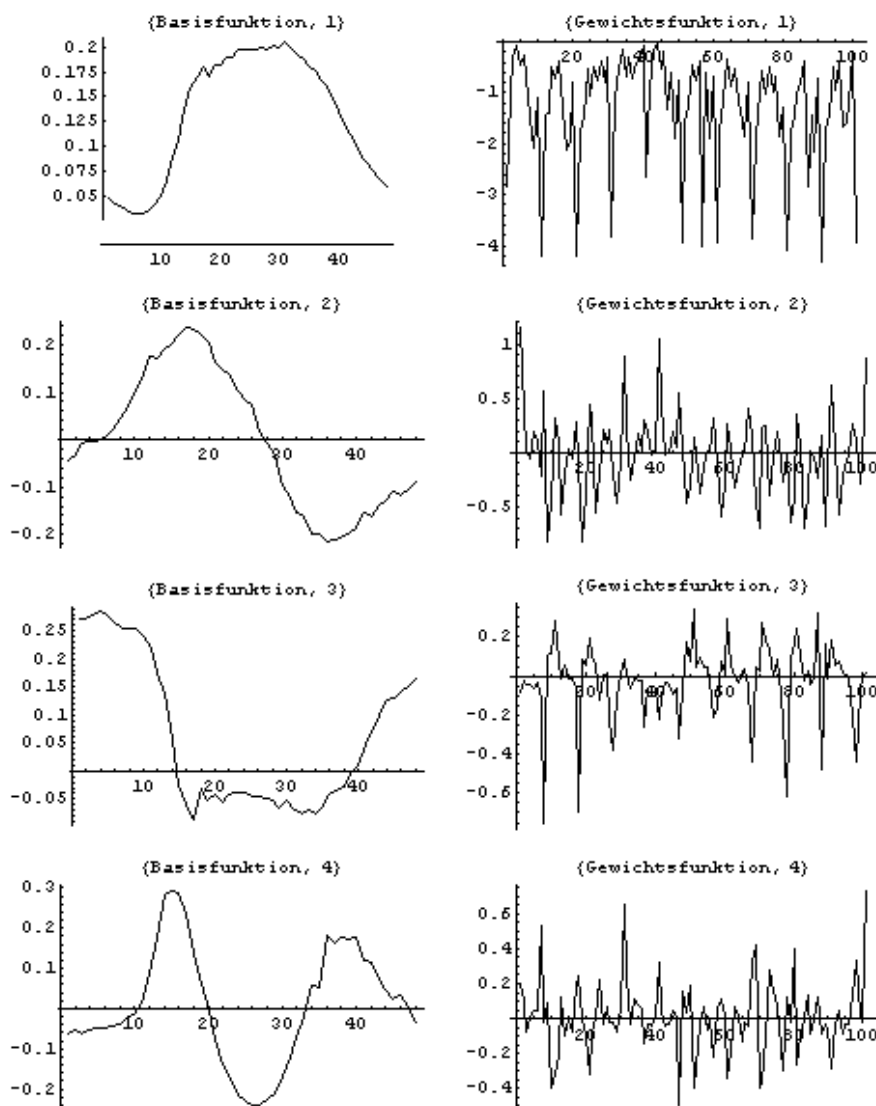 {Basisfunktion, 1}
0.2
0.175
0.15
0.125
0.1
0.075
0.05
10 20 30 40
{Gewichtsfunktion, 1}
20 40 60 80 100
-1
-2
-3
-4
{Basisfunktion, 2}
0.2
0.1
10 20 30 40
-0.1
-0.2
{Gewichtsfunktion, 2}
1
0.5
20 40 60 80 100
-0.5
{Basisfunktion, 3}
0.25
0.2
0.15
0.1
0.05
10 20 30 40
-0.05
{Gewichtsfunktion, 3}
0.2
20 40 60 80 100
-0.2
-0.4
-0.6
{Basisfunktion, 4}
0.3
0.2
0.1
10 20 30 40
-0.1
-0.2
{Gewichtsfunktion, 4}
0.6
0.4
0.2
20 40 60 80 100
-0.2
-0.4